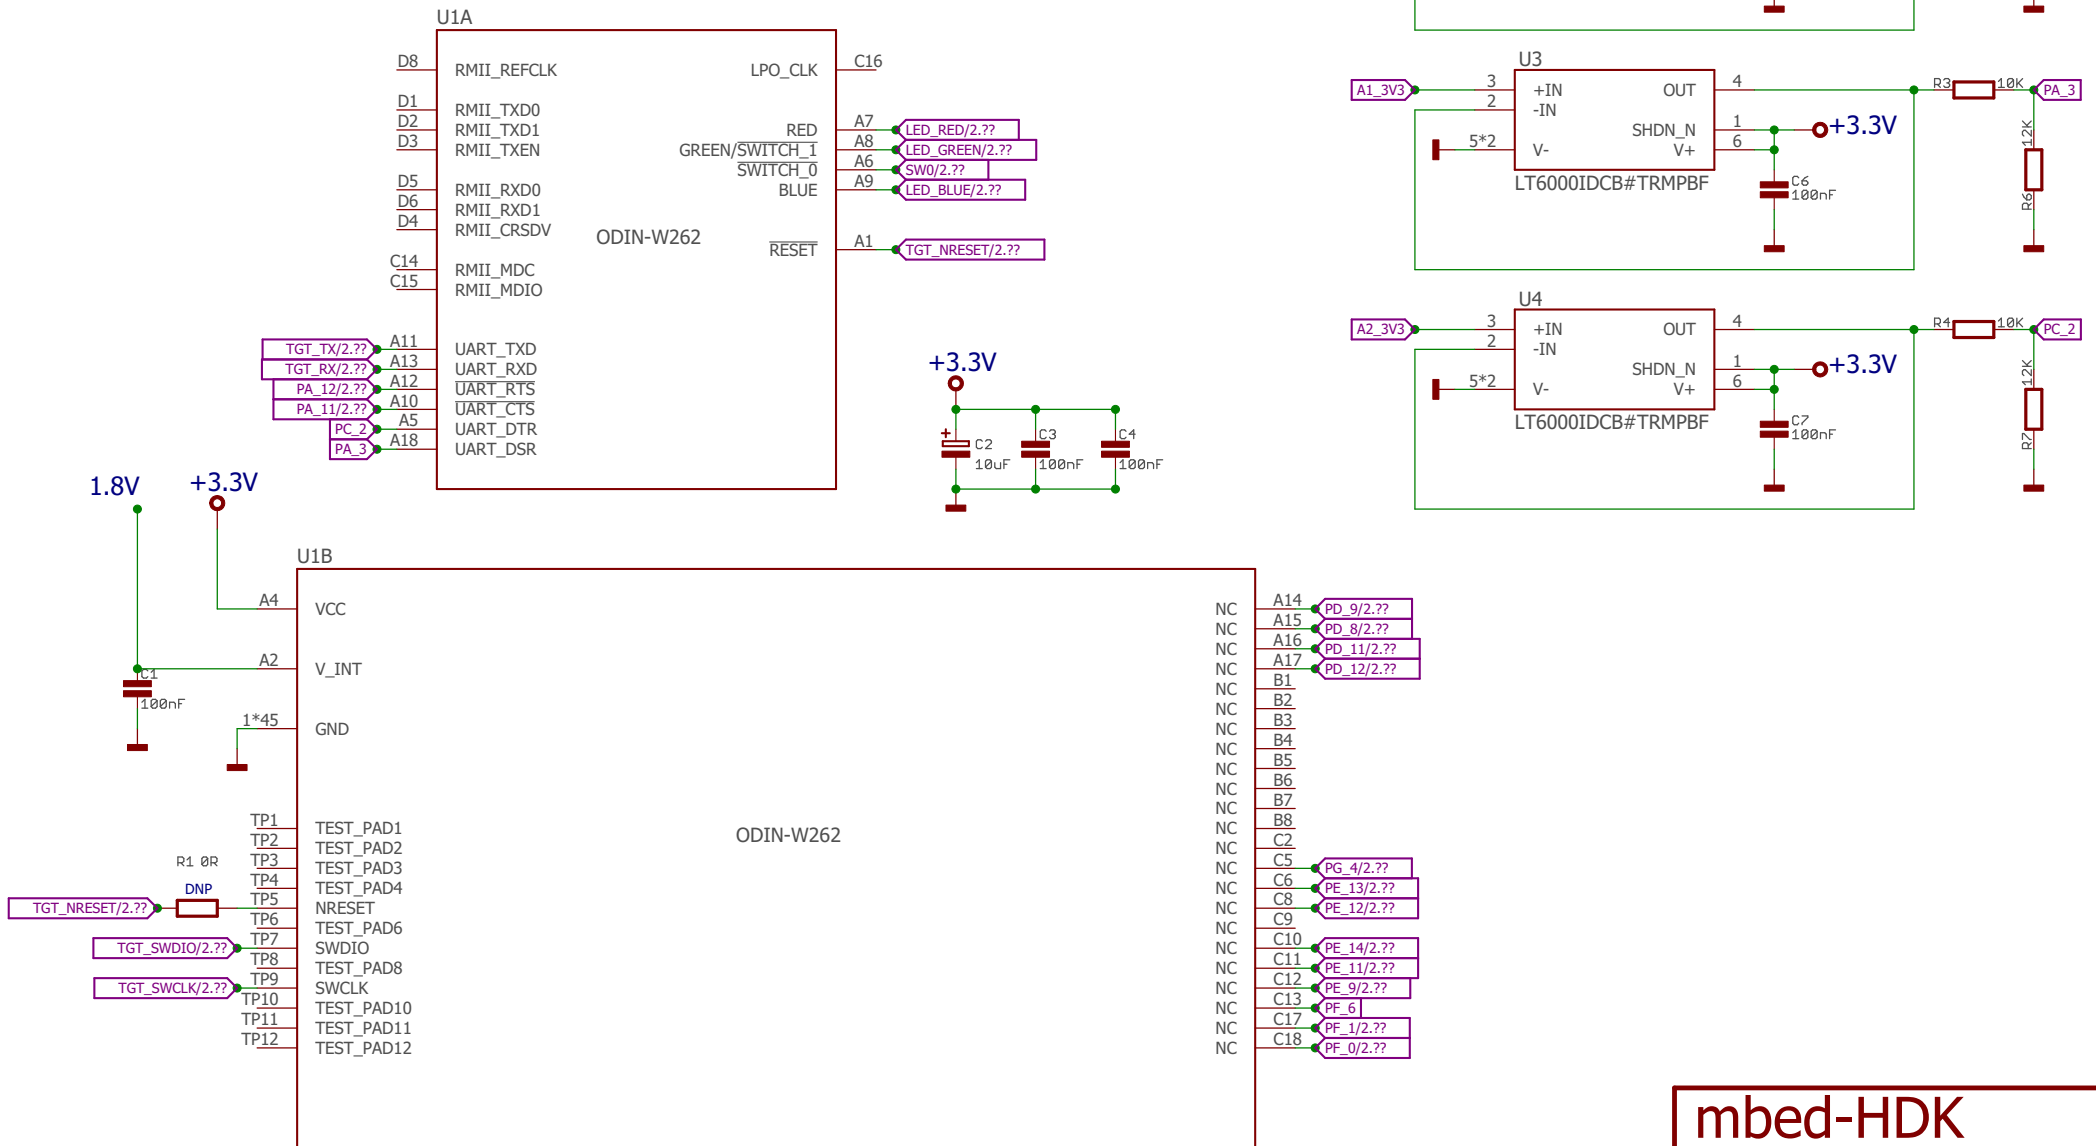 U1A
D8 RMII_REFCLK LPO_CLK C16
D1 RMII_TXD0
D2 RMII_TXD1 RED A7 LED_RED/2.??
D3 RMII_TXEN GREEN/SWITCH_1 A8 LED_GREEN/2.??
SWITCH_0 A6 SW0/2.??
D5 RMII_RXD0 BLUE A9 LED_BLUE/2.??
D6 RMII_RXD1
D4 RMII_CRSDV
ODIN-W262
RESET A1 TGT_NRESET/2.??
C14 RMII_MDC
C15 RMII_MDIO
TGT_TX/2.?? A11 UART_TXD
TGT_RX/2.?? A13 UART_RXD
PA_12/2.?? A12 UART_RTS
PA_11/2.?? A10 UART_CTS
PC_2 A5 UART_DTR
PA_3 A18 UART_DSR
+3.3V
+ C2 C3 C4
10uF 100nF 100nF
U3
A1_3V3 3 +IN OUT 4 R3 10K PA_3
2 -IN
SHDN_N 1 +3.3V
5*2 V- V+ 6
12K
R6
LT6000IDCB#TRMPBF
C6
100nF
U4
A2_3V3 3 +IN OUT 4 R4 10K PC_2
2 -IN
SHDN_N 1 +3.3V
5*2 V- V+ 6
12K
R7
LT6000IDCB#TRMPBF
C7
100nF
1.8V +3.3V
U1B
A4 VCC
A2 V_INT
C1
100nF
1*45 GND
TP1 TEST_PAD1
TP2 TEST_PAD2
TP3 TEST_PAD3
TP4 TEST_PAD4
R1 0R
DNP
TGT_NRESET/2.?? TP5 NRESET
TP6 TEST_PAD6
TGT_SWDIO/2.?? TP7 SWDIO
TP8 TEST_PAD8
TGT_SWCLK/2.?? TP9 SWCLK
TP10 TEST_PAD10
TP11 TEST_PAD11
TP12 TEST_PAD12
ODIN-W262
NC A14 PD_9/2.??
NC A15 PD_8/2.??
NC A16 PD_11/2.??
NC A17 PD_12/2.??
NC B1
NC B2
NC B3
NC B4
NC B5
NC B6
NC B7
NC B8
NC C2
NC C5 PG_4/2.??
NC C6 PE_13/2.??
NC C8 PE_12/2.??
NC C9
NC C10 PE_14/2.??
NC C11 PE_11/2.??
NC C12 PE_9/2.??
NC C13 PF_6
NC C17 PF_1/2.??
NC C18 PF_0/2.??
mbed-HDK